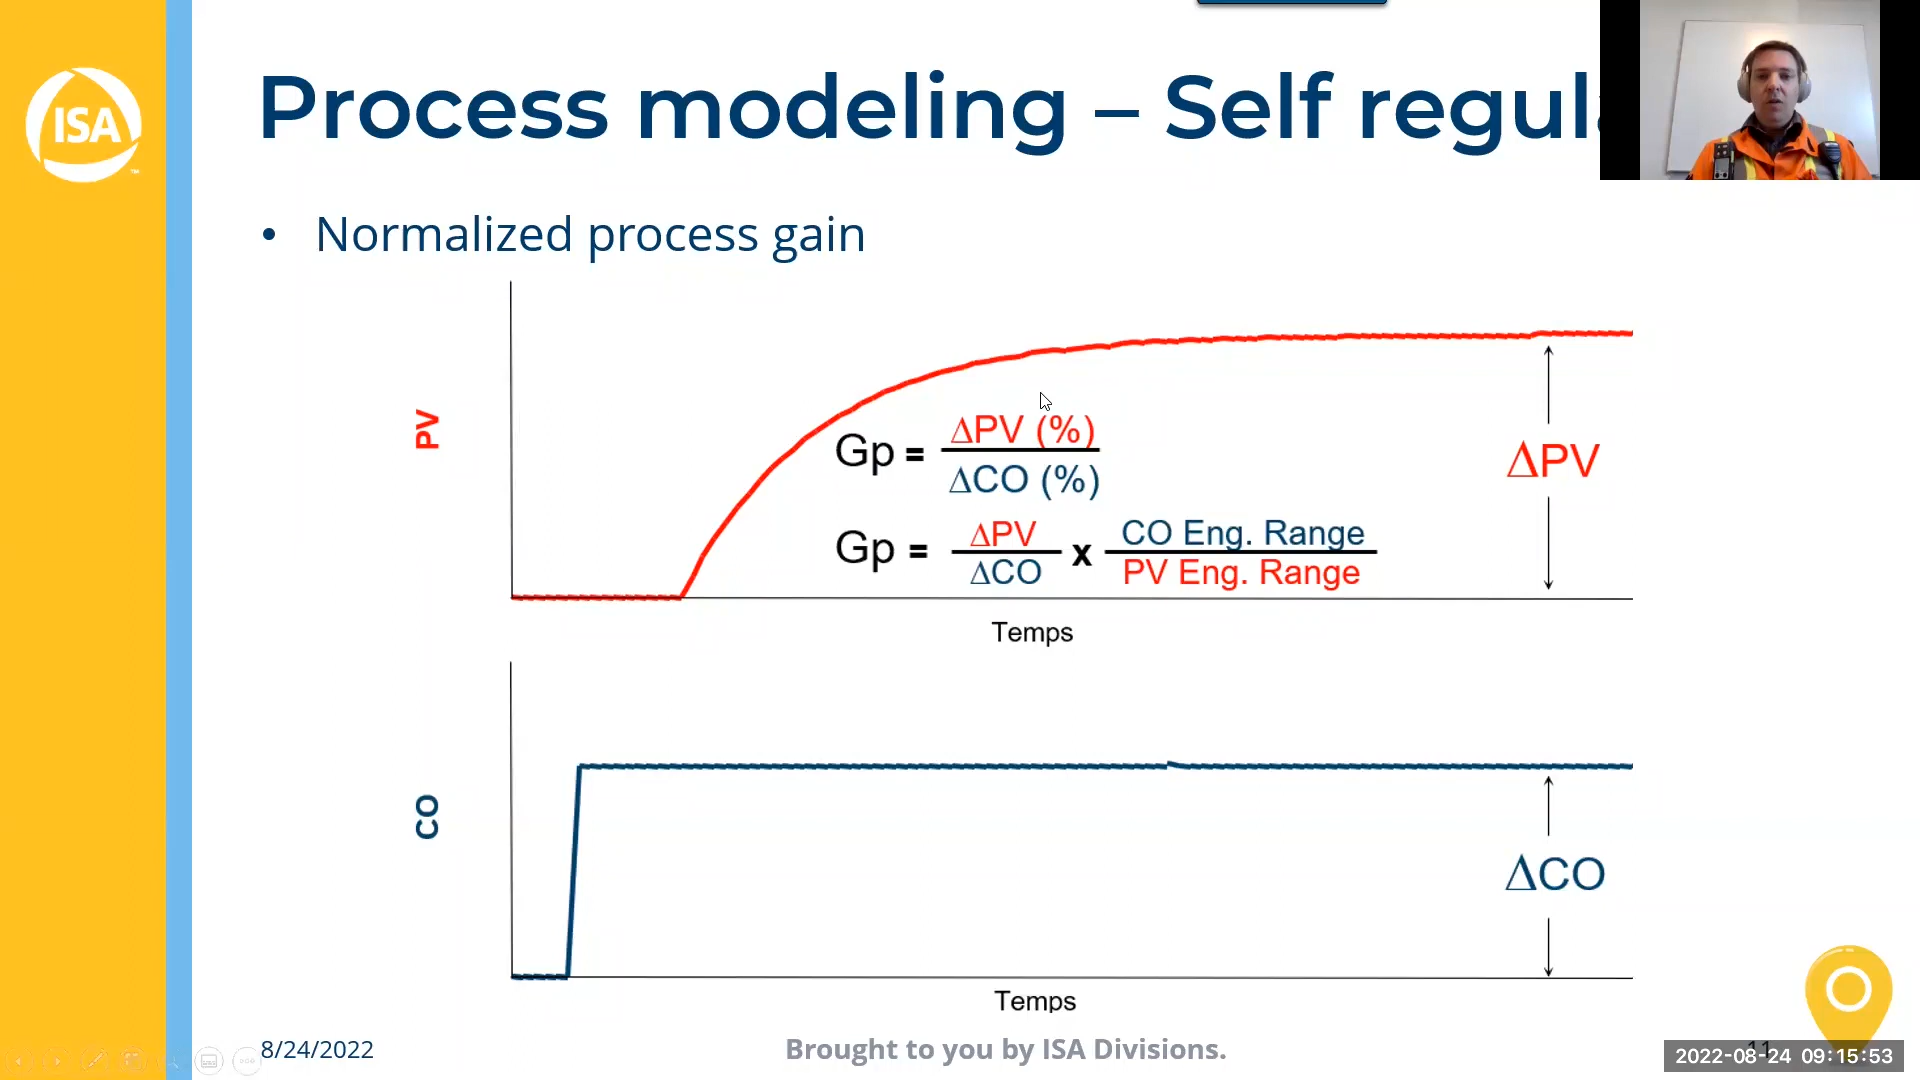 ISA
™
Process modeling – Self regul
• Normalized process gain
PV
Gp = ΔPV (%)
ΔCO (%)
ΔPV
Gp = ΔPV x CO Eng. Range
ΔCO PV Eng. Range
Temps
CO
ΔCO
Temps
8/24/2022
Brought to you by ISA Divisions.
11
2022-08-24 09:15:53